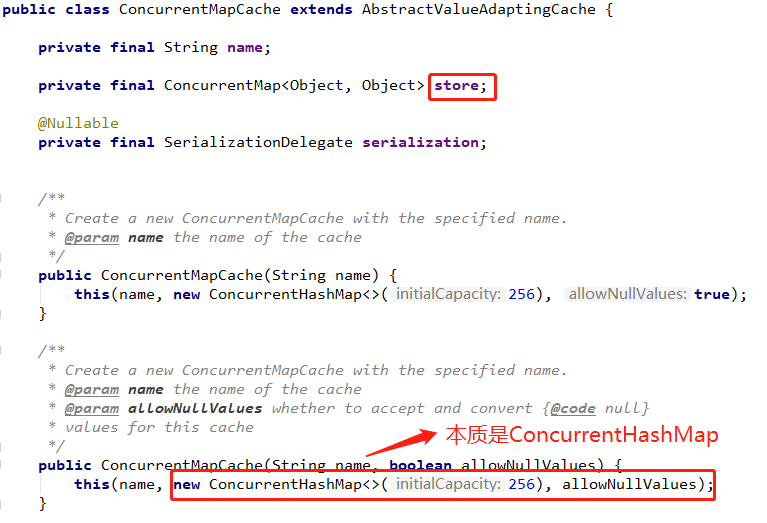 public class ConcurrentMapCache extends AbstractValueAdaptingCache {
private final String name;
private final ConcurrentMap<Object, Object> store;
@Nullable
private final SerializationDelegate serialization;
/**
* Create a new ConcurrentMapCache with the specified name.
* @param name the name of the cache
*/
public ConcurrentMapCache(String name) {
this(name, new ConcurrentHashMap<>( initialCapacity: 256), allowNullValues: true);
}
/**
* Create a new ConcurrentMapCache with the specified name.
* @param name the name of the cache
* @param allowNullValues whether to accept and convert {@code null}
* values for this cache
*/
本质是ConcurrentHashMap
public ConcurrentMapCache(String name, boolean allowNullValues) {
this(name, new ConcurrentHashMap<>( initialCapacity: 256), allowNullValues);
}